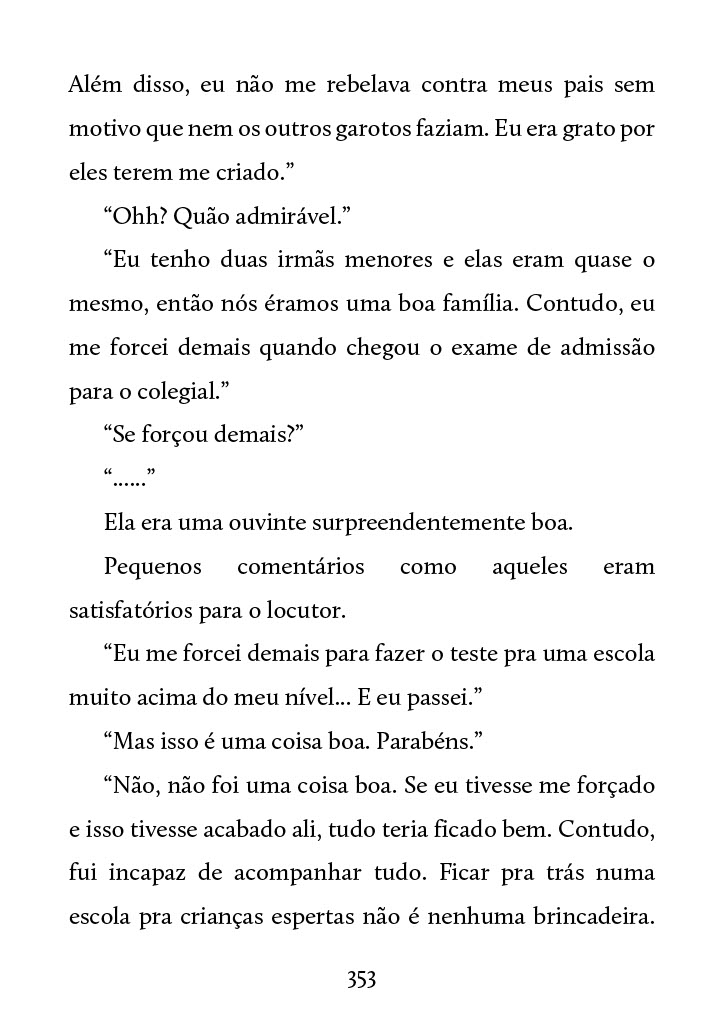 Além disso, eu não me rebelava contra meus pais sem
motivo que nem os outros garotos faziam. Eu era grato por
eles terem me criado.”
“Ohh? Quão admirável.”
“Eu tenho duas irmãs menores e elas eram quase o
mesmo, então nós éramos uma boa família. Contudo, eu
me forcei demais quando chegou o exame de admissão
para o colegial.”
“Se forçou demais?”
“......”
Ela era uma ouvinte surpreendentemente boa.
Pequenos comentários como aqueles eram
satisfatórios para o locutor.
“Eu me forcei demais para fazer o teste pra uma escola
muito acima do meu nível... E eu passei.”
“Mas isso é uma coisa boa. Parabéns.”
“Não, não foi uma coisa boa. Se eu tivesse me forçado
e isso tivesse acabado ali, tudo teria ficado bem. Contudo,
fui incapaz de acompanhar tudo. Ficar pra trás numa
escola pra crianças espertas não é nenhuma brincadeira.
353